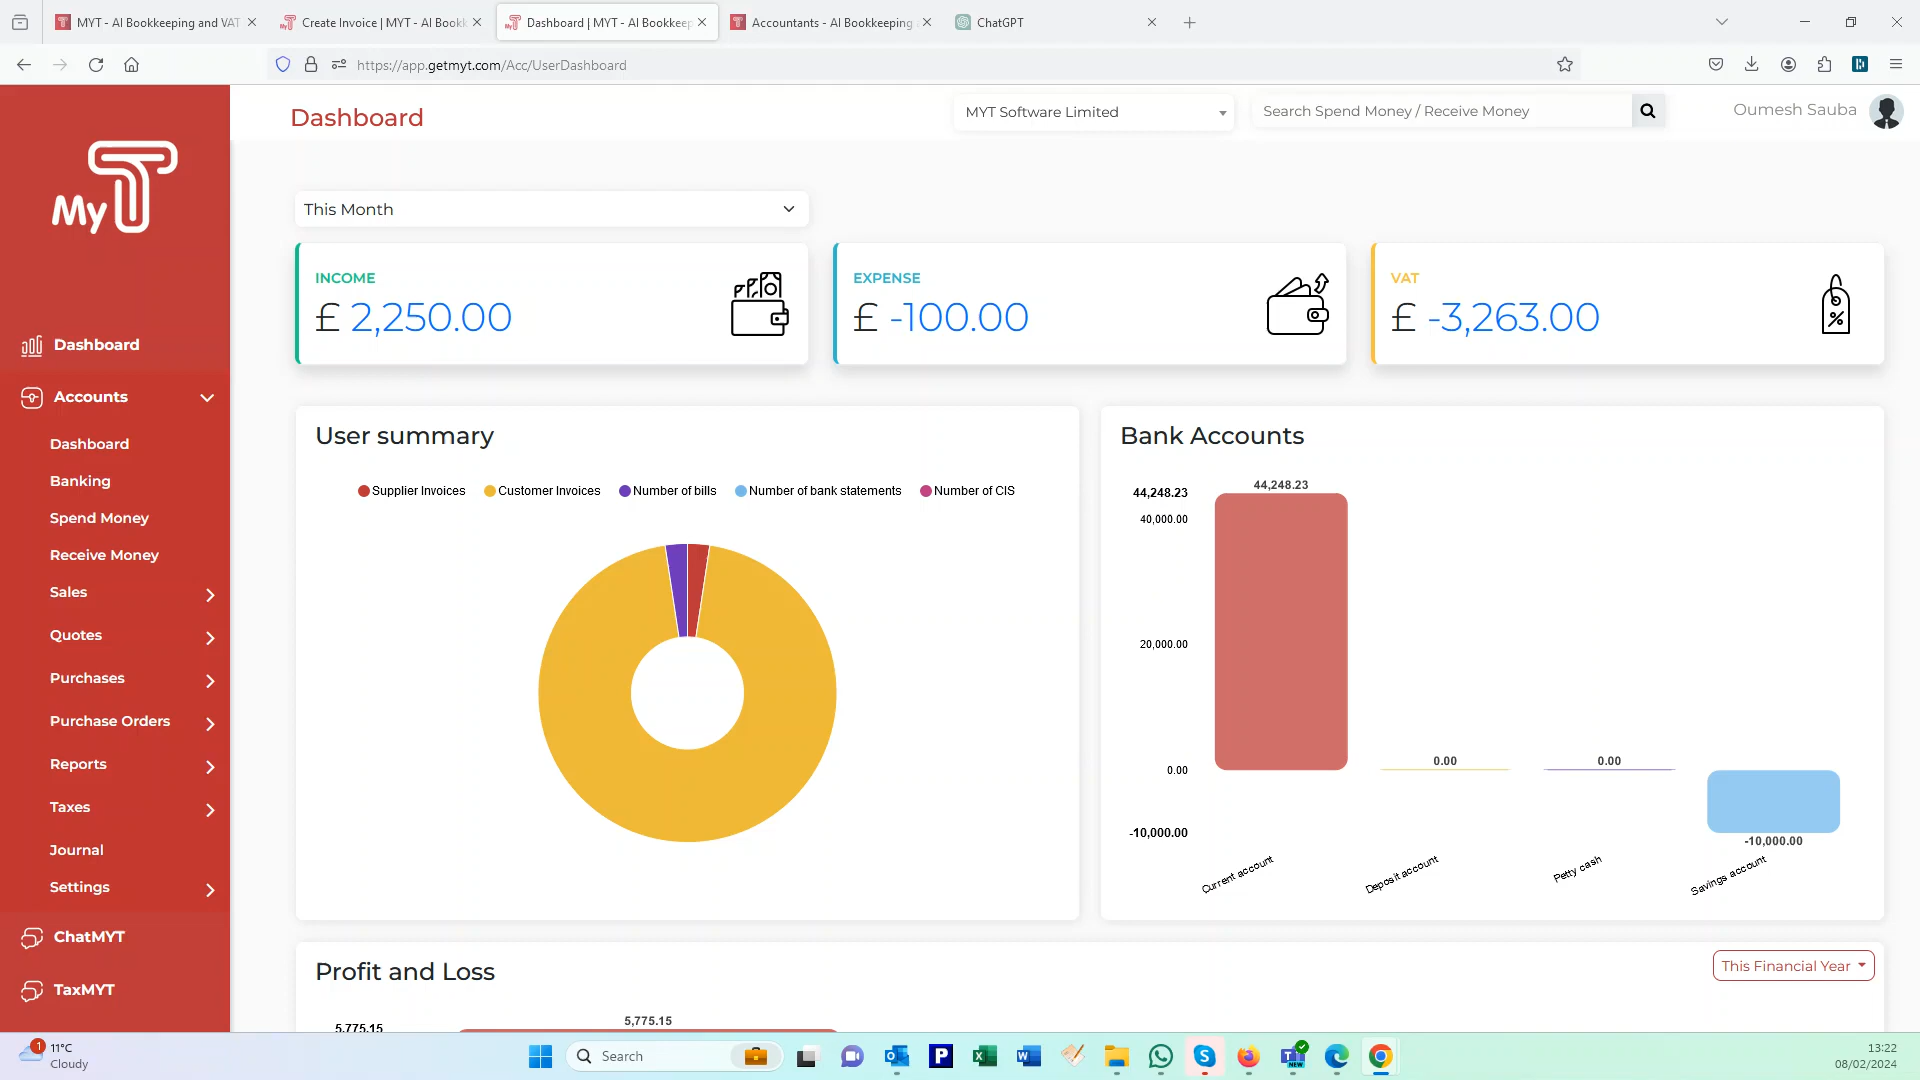 MYT - AI Bookkeeping and VAT
Create Invoice | MYT - AI Bookk
Dashboard | MYT - AI Bookkeep
Accountants - AI Bookkeeping
ChatGPT
https://app.getmyt.com/Acc/UserDashboard
MyT
Dashboard
MYT Software Limited
Search Spend Money / Receive Money
Oumesh Sauba
This Month
INCOME
£ 2,250.00
EXPENSE
£ -100.00
VAT
£ -3,263.00
Dashboard
Accounts
Dashboard
Banking
Spend Money
Receive Money
Sales
Quotes
Purchases
Purchase Orders
Reports
Taxes
Journal
Settings
ChatMYT
TaxMYT
User summary
Supplier Invoices
Customer Invoices
Number of bills
Number of bank statements
Number of CIS
Bank Accounts
44,248.23
44,248.23
40,000.00
20,000.00
0.00
0.00
0.00
-10,000.00
-10,000.00
Current account
Deposit account
Petty cash
Savings account
Profit and Loss
This Financial Year
5,775.15
5,775.15
1
11°C
Cloudy
Search
NEW
13:22
08/02/2024